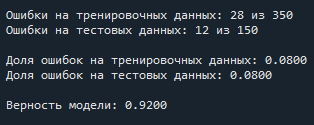 Ошибки на тренировочных данных: 28 из 350
Ошибки на тестовых данных: 12 из 150
Доля ошибок на тренировочных данных: 0.0800
Доля ошибок на тестовых данных: 0.0800
Верность модели: 0.9200